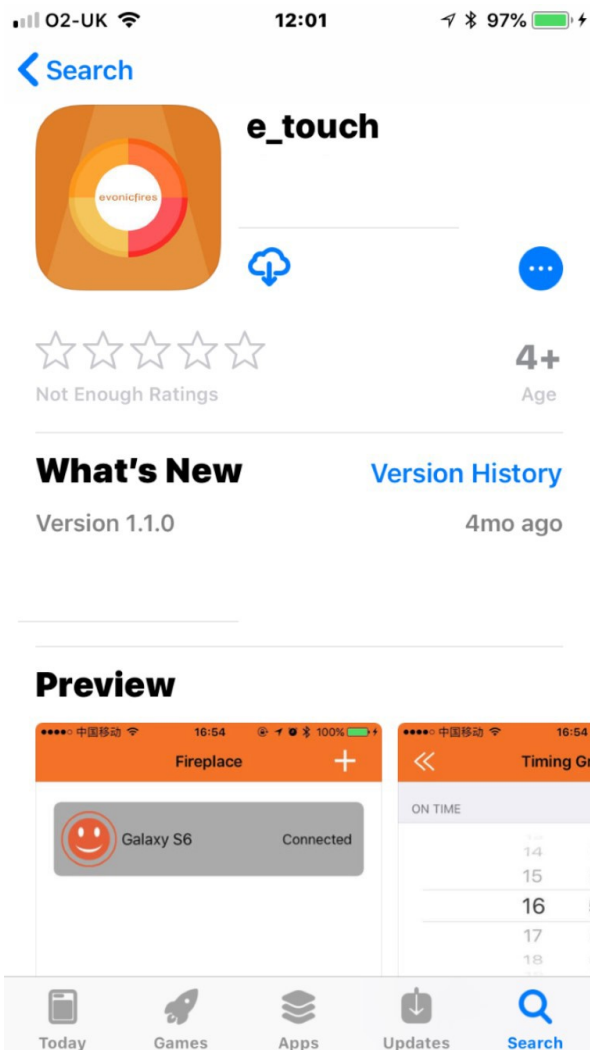 O2-UK 12:01 97%
Search
e_touch
evonicfires
4+
Not Enough Ratings Age
What's New Version History
Version 1.1.0 4mo ago
Preview
中国移动 16:54 100%
Fireplace +
Galaxy S6 Connected
中国移动 16:54
Timing Gr
ON TIME
14
15
16
17
18
Today Games Apps Updates Search